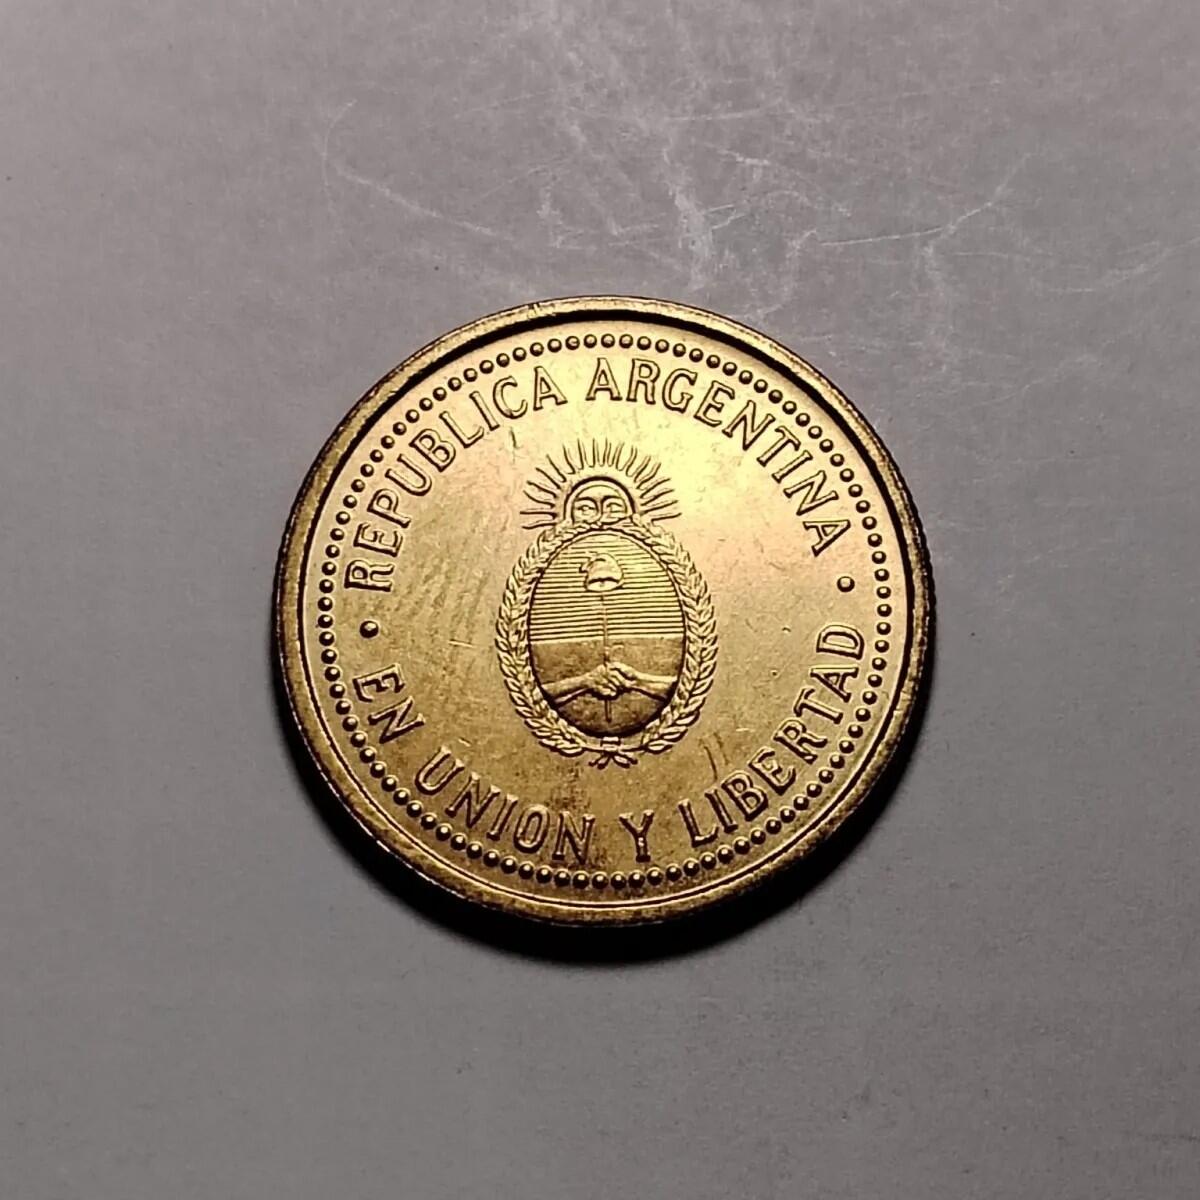 REPUBLICA ARGENTINA
· EN UNION Y LIBERTAD ·